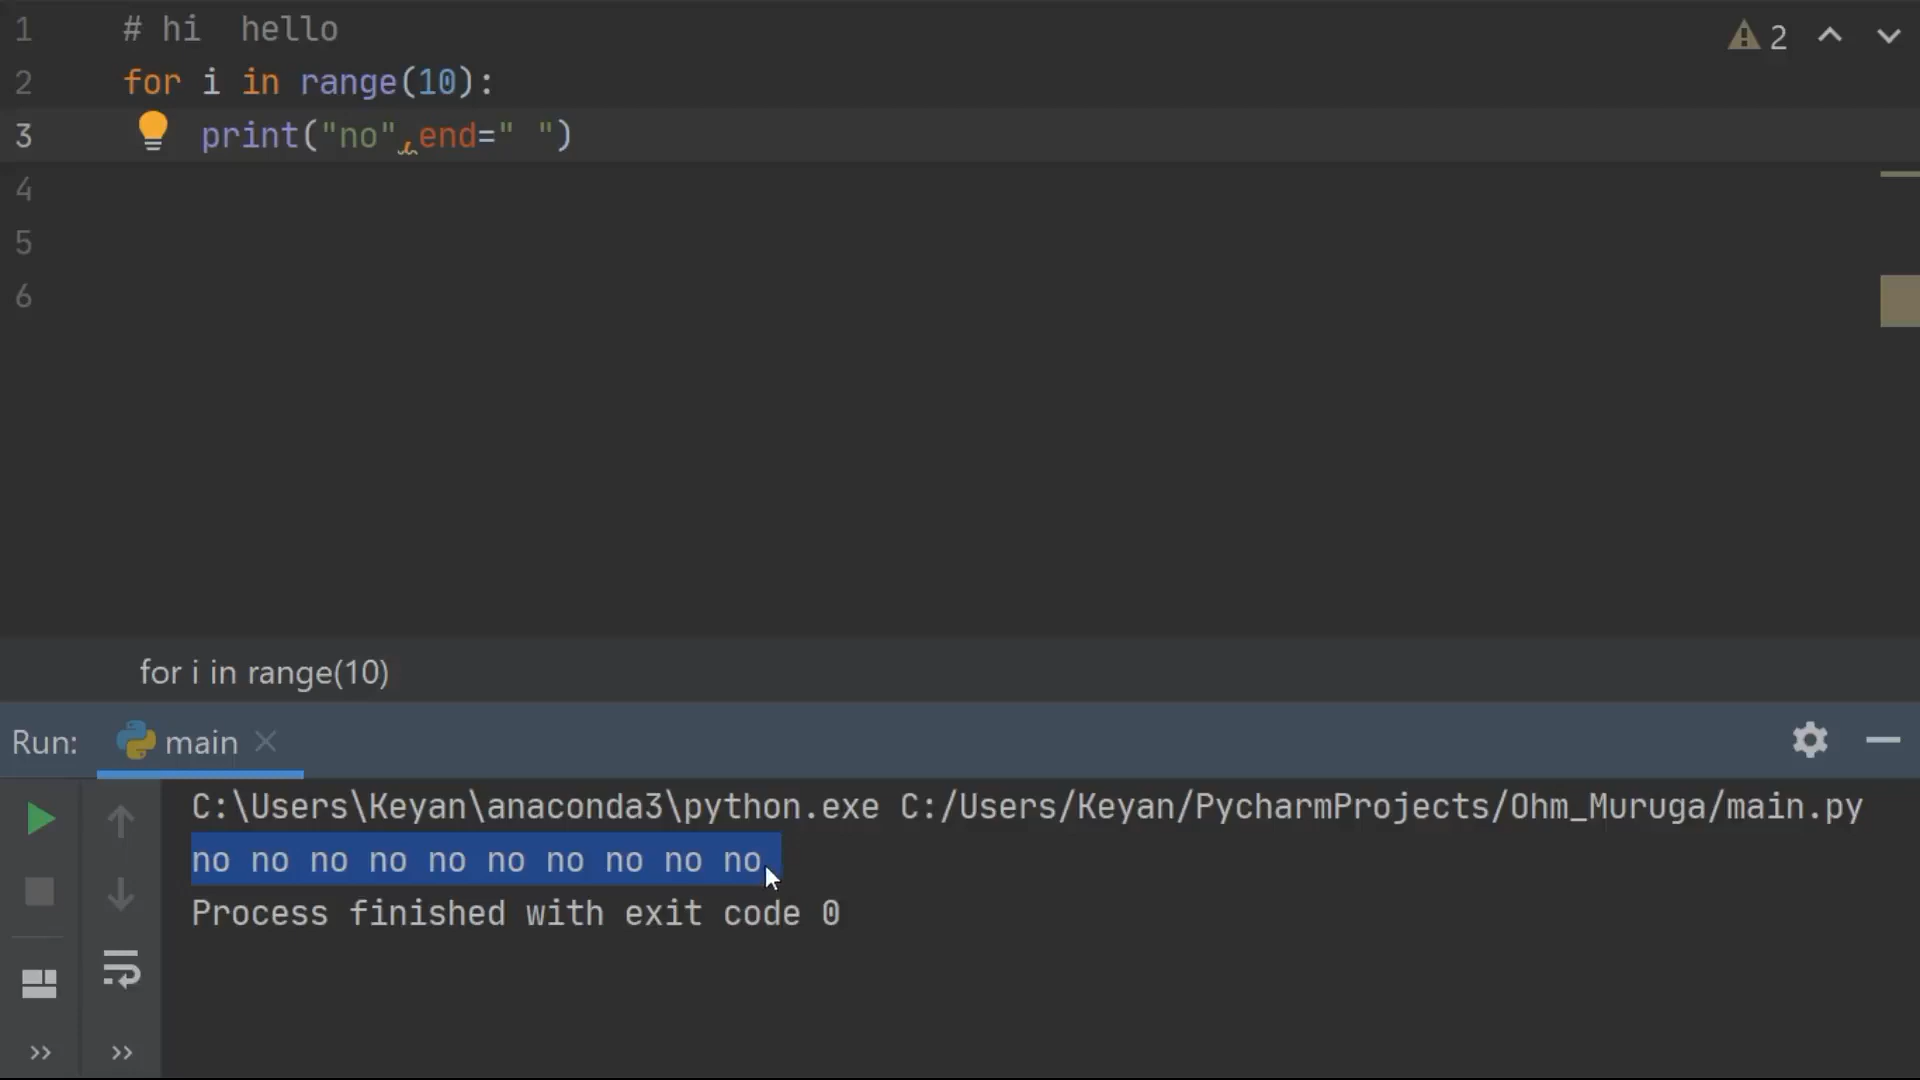 1 # hi  hello
2 for i in range(10):
3 print("no",end=" ")
4
5
6
2
for i in range(10)
Run: main
C:\Users\Keyan\anaconda3\python.exe C:/Users/Keyan/PycharmProjects/Ohm_Muruga/main.py
no no no no no no no no no no
Process finished with exit code 0